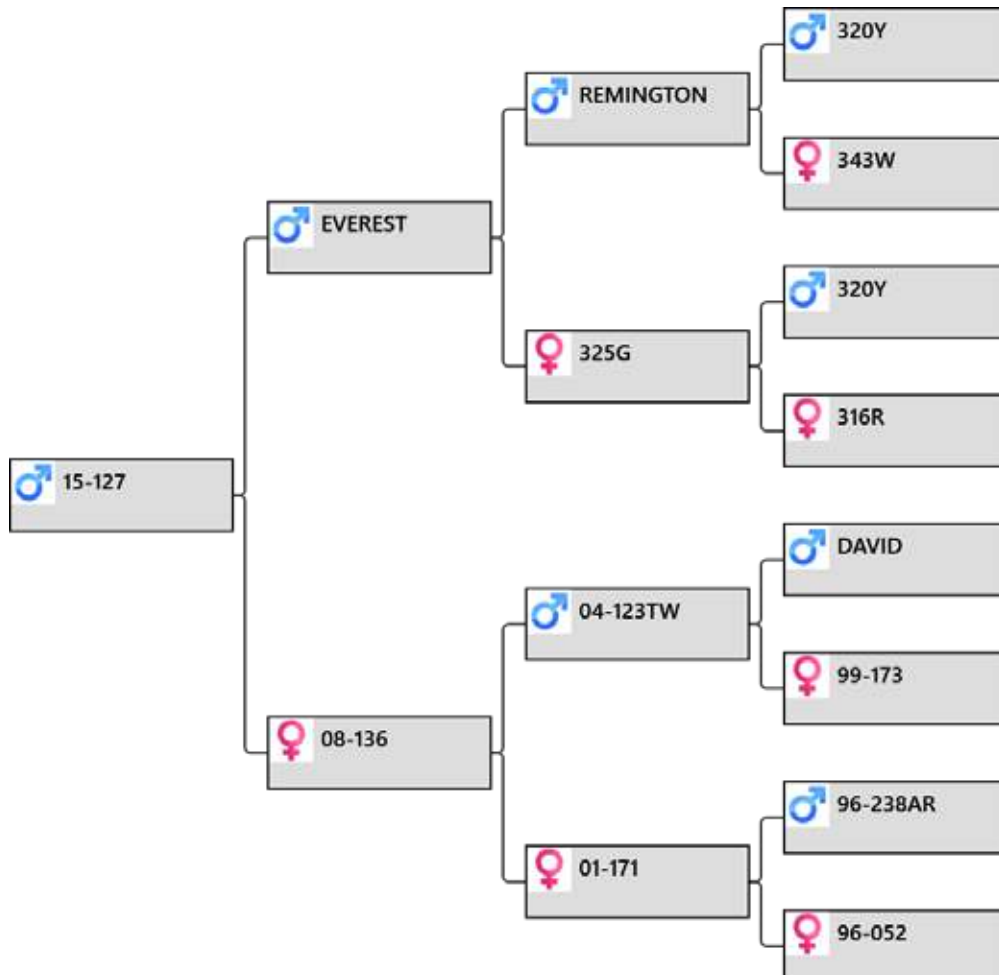 320Y
REMINGTON
343W
EVEREST
320Y
325G
316R
15-127
DAVID
04-123TW
99-173
08-136
96-238AR
01-171
96-052